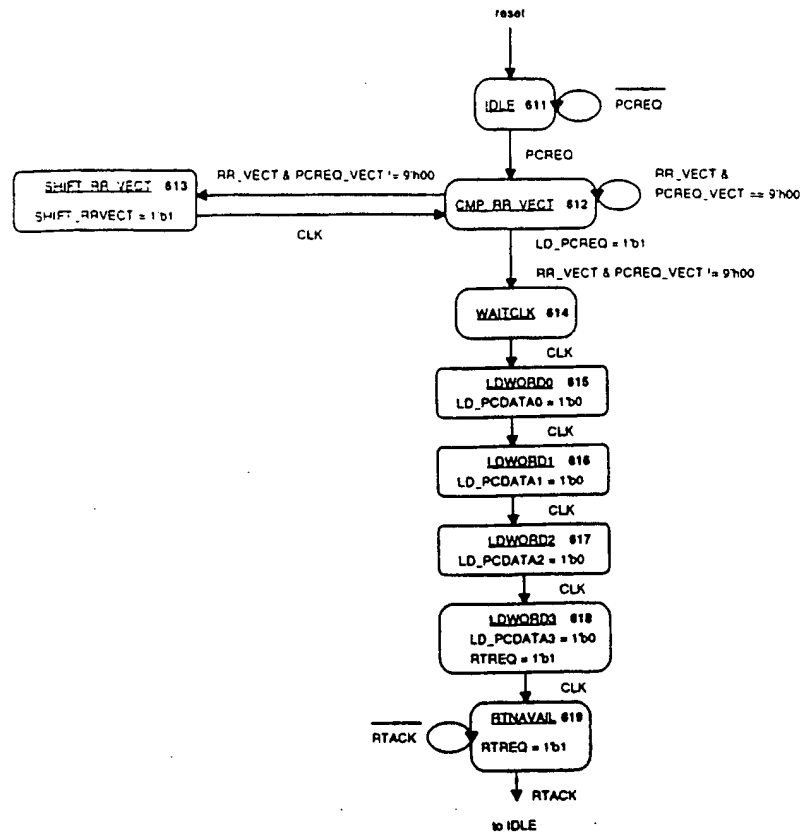 reset
IDLE 611
PCREQ
PCREQ
RR_VECT & PCREQ_VECT != 9'h00
RR_VECT &
PCREQ_VECT == 9'h00
SHIFT_RR_VECT 613
SHIFT_RRVECT = 1'b1
CMP_RR_VECT 612
CLK
LD_PCREQ = 1'b1
RR_VECT & PCREQ_VECT != 9'h00
WAITCLK 614
CLK
LDWORD0 615
LD_PCDATA0 = 1'b0
CLK
LDWORD1 616
LD_PCDATA1 = 1'b0
CLK
LDWORD2 617
LD_PCDATA2 = 1'b0
CLK
LDWORD3 618
LD_PCDATA3 = 1'b0
RTREQ = 1'b1
CLK
RTNAVAIL 619
RTACK
RTREQ = 1'b1
RTACK
to IDLE